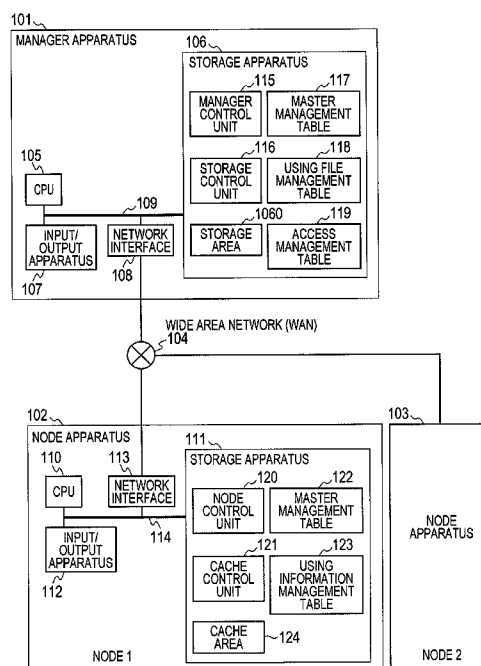 101
MANAGER APPARATUS
106
STORAGE APPARATUS
115
MANAGER
CONTROL
UNIT
117
MASTER
MANAGEMENT
TABLE
116
STORAGE
CONTROL
UNIT
118
USING FILE
MANAGEMENT
TABLE
1060
STORAGE
AREA
119
ACCESS
MANAGEMENT
TABLE
105
CPU
109
INPUT/
OUTPUT
APPARATUS
107
NETWORK
INTERFACE
108
WIDE AREA NETWORK (WAN)
104
102
NODE APPARATUS
110
CPU
113
NETWORK
INTERFACE
114
INPUT/
OUTPUT
APPARATUS
112
111
STORAGE APPARATUS
120
NODE
CONTROL
UNIT
122
MASTER
MANAGEMENT
TABLE
121
CACHE
CONTROL
UNIT
123
USING
INFORMATION
MANAGEMENT
TABLE
CACHE
AREA
124
NODE 1
103
NODE
APPARATUS
NODE 2